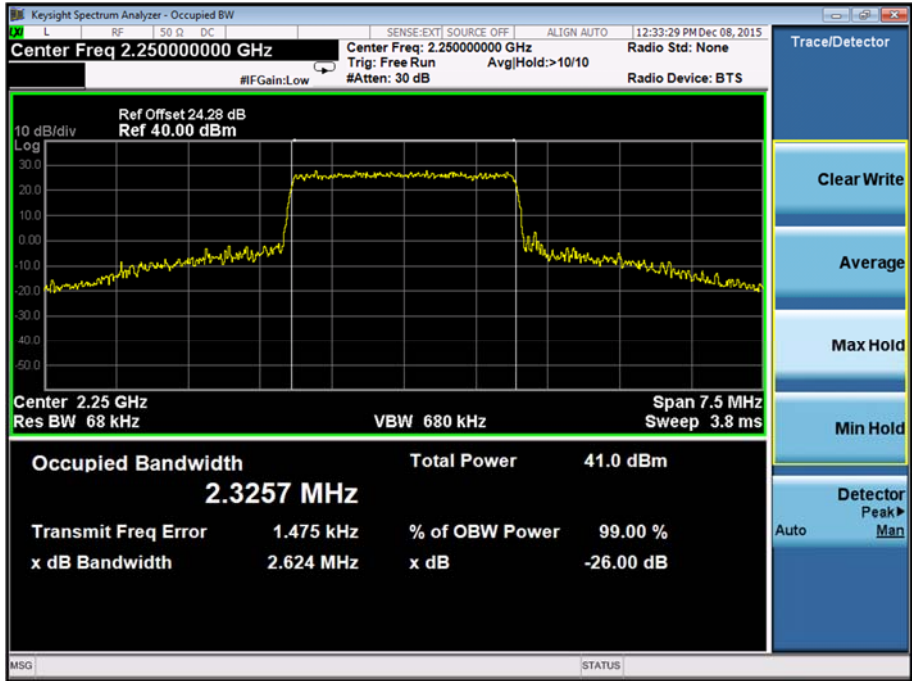 Keysight Spectrum Analyzer - Occupied BW
LXI L RF 50 Ω DC SENSE:EXT SOURCE OFF ALIGN AUTO 12:33:29 PM Dec 08, 2015
Center Freq 2.250000000 GHz
Center Freq: 2.250000000 GHz
Radio Std: None
Trig: Free Run Avg|Hold:>10/10
#IFGain:Low
#Atten: 30 dB
Radio Device: BTS
Trace/Detector
Ref Offset 24.28 dB
10 dB/div Ref 40.00 dBm
Log
30.0
20.0
10.0
0.00
-10.0
-20.0
-30.0
-40.0
-50.0
Center 2.25 GHz
Span 7.5 MHz
Res BW 68 kHz
VBW 680 kHz
Sweep 3.8 ms
Occupied Bandwidth
Total Power 41.0 dBm
2.3257 MHz
Transmit Freq Error 1.475 kHz
% of OBW Power 99.00 %
x dB Bandwidth 2.624 MHz
x dB -26.00 dB
Clear Write
Average
Max Hold
Min Hold
Detector
Peak▶
Auto Man
MSG
STATUS